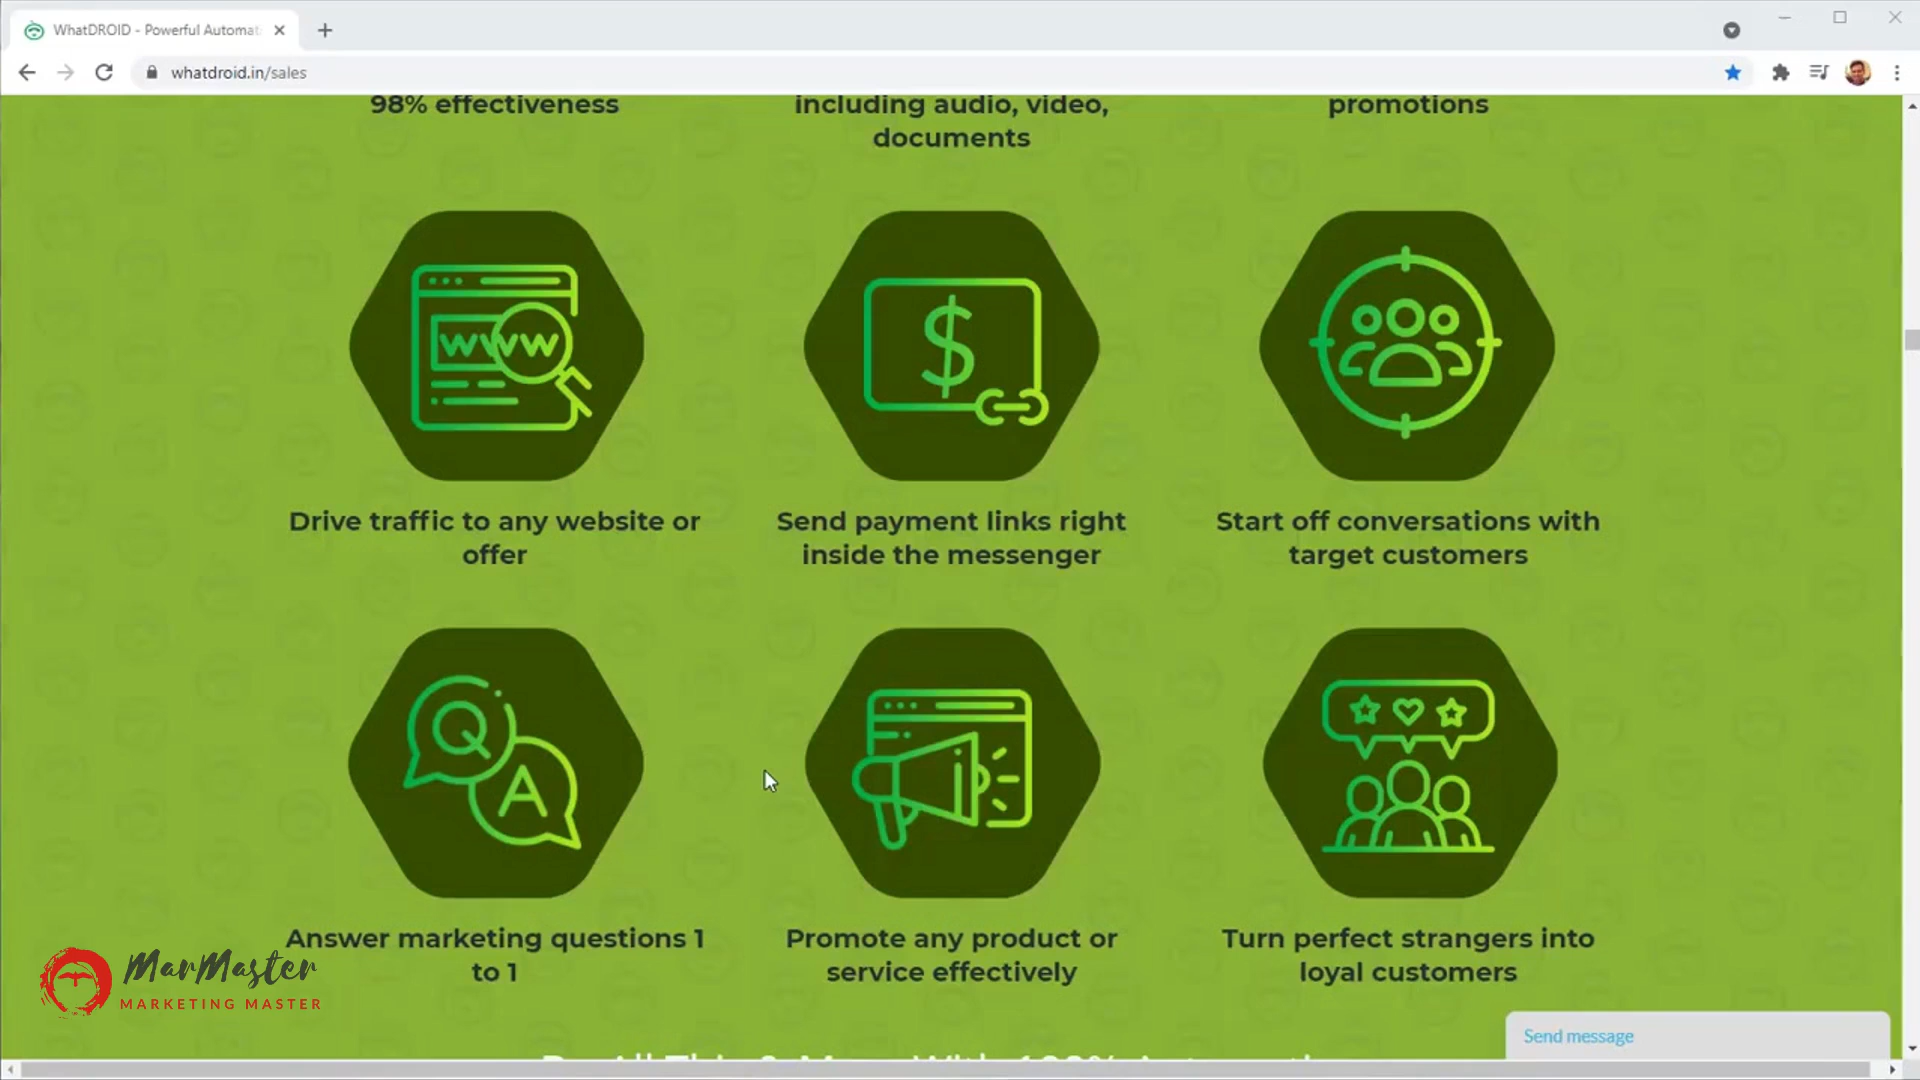 WhatDROID - Powerful Automat
whatdroid.in/sales
98% effectiveness
including audio, video,
documents
promotions
www
$
Drive traffic to any website or
offer
Send payment links right
inside the messenger
Start off conversations with
target customers
Q
A
Answer marketing questions 1
to 1
Promote any product or
service effectively
Turn perfect strangers into
loyal customers
MarMaster
MARKETING MASTER
Send message